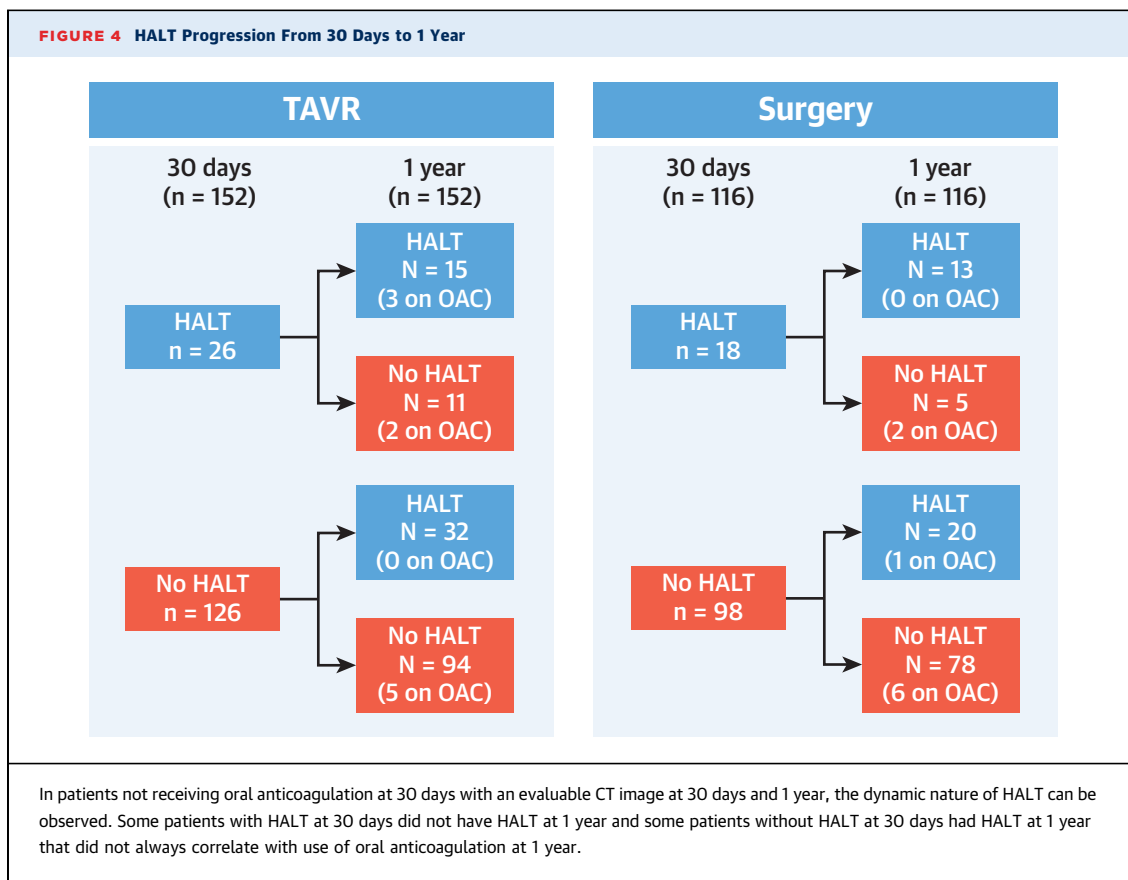 FIGURE 4 HALT Progression From 30 Days to 1 Year
TAVR
30 days
(n = 152)
1 year
(n = 152)
HALT
n = 26
HALT
N = 15
(3 on OAC)
No HALT
N = 11
(2 on OAC)
No HALT
n = 126
HALT
N = 32
(0 on OAC)
No HALT
N = 94
(5 on OAC)
Surgery
30 days
(n = 116)
1 year
(n = 116)
HALT
n = 18
HALT
N = 13
(0 on OAC)
No HALT
N = 5
(2 on OAC)
No HALT
n = 98
HALT
N = 20
(1 on OAC)
No HALT
N = 78
(6 on OAC)
In patients not receiving oral anticoagulation at 30 days with an evaluable CT image at 30 days and 1 year, the dynamic nature of HALT can be
observed. Some patients with HALT at 30 days did not have HALT at 1 year and some patients without HALT at 30 days had HALT at 1 year
that did not always correlate with use of oral anticoagulation at 1 year.